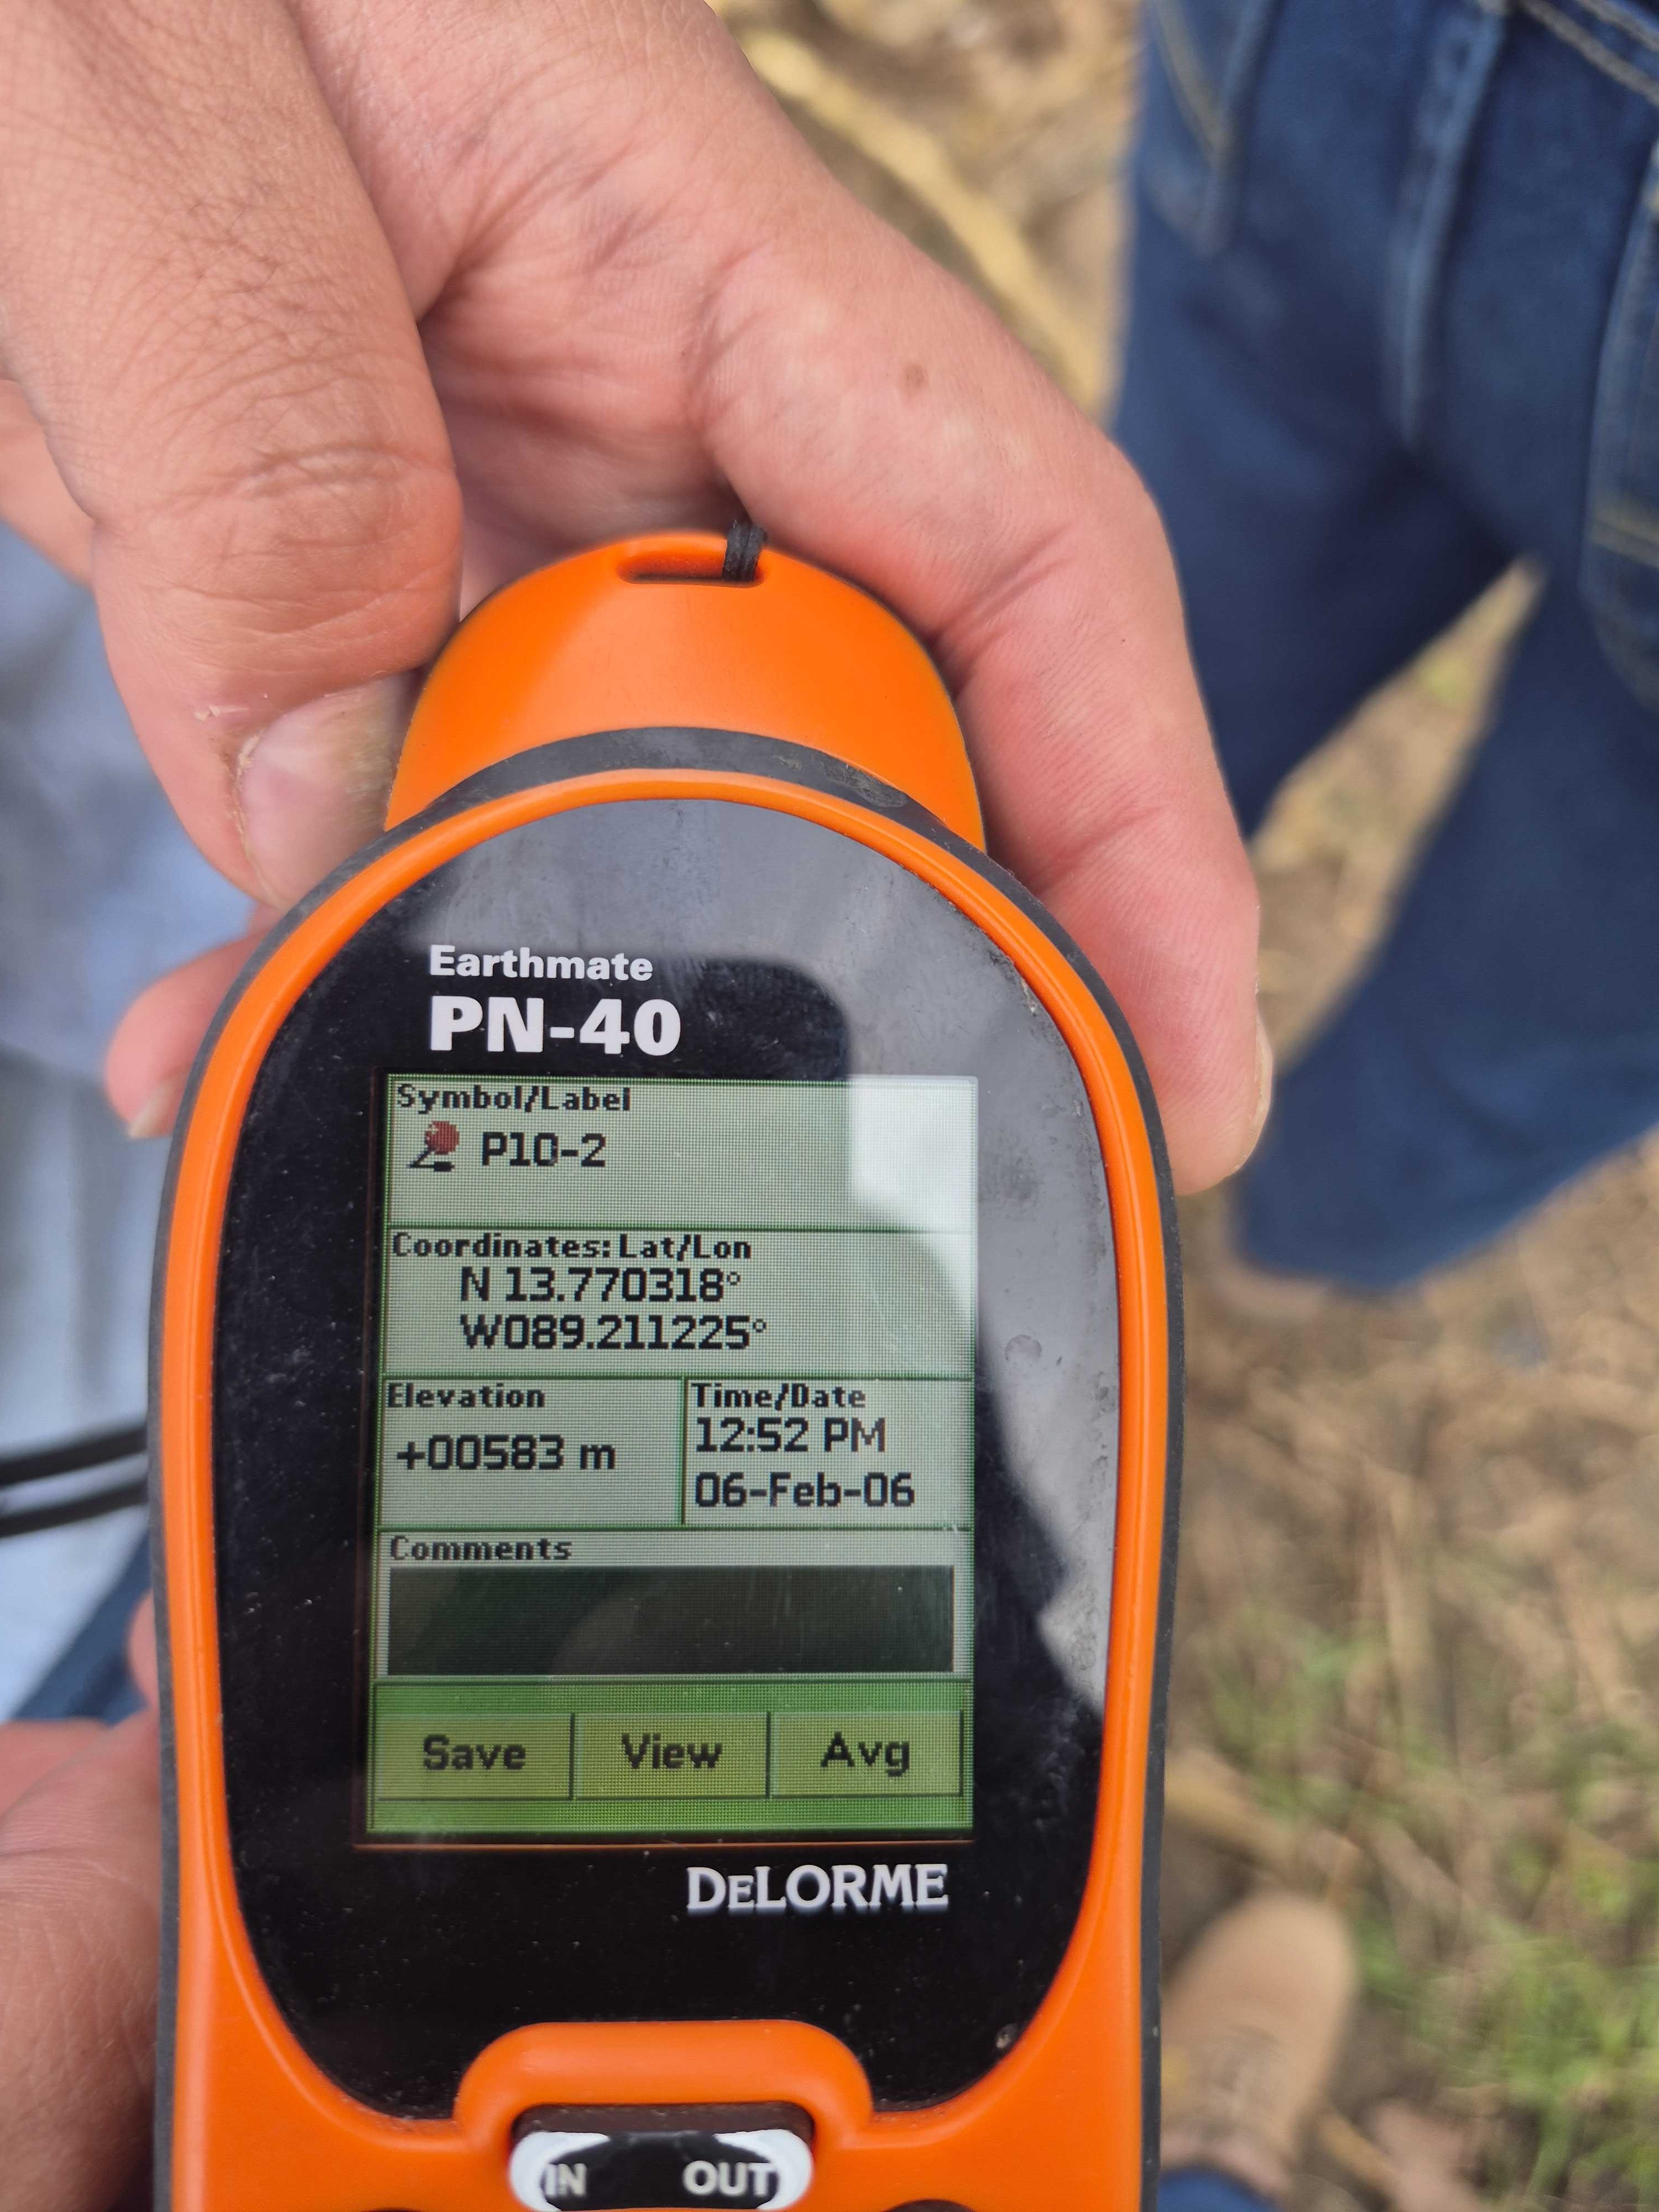 Earthmate
PN-40
Symbol/Label
P10-2
Coordinates: Lat/Lon
N 13.770318°
W089.211225°
Elevation
+00583 m
Time/Date
12:52 PM
06-Feb-06
Comments
Save View Avg
DELORME
IN OUT